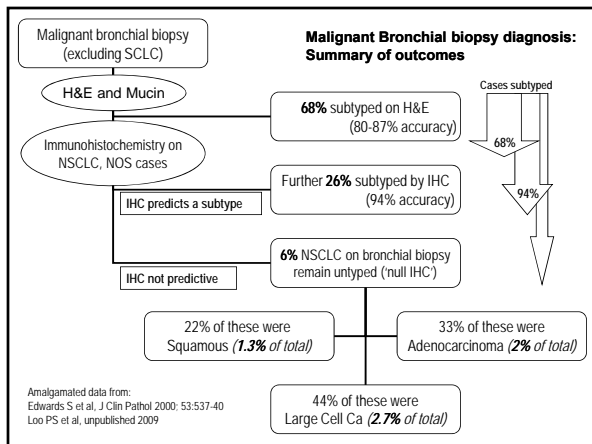 Malignant Bronchial biopsy diagnosis:
Summary of outcomes
Malignant bronchial biopsy
(excluding SCLC)
H&E and Mucin
68% subtyped on H&E
(80-87% accuracy)
Immunohistochemistry on
NSCLC, NOS cases
IHC predicts a subtype
Further 26% subtyped by IHC
(94% accuracy)
IHC not predictive
6% NSCLC on bronchial biopsy
remain untyped ('null IHC')
Cases subtyped
68%
94%
22% of these were
Squamous (1.3% of total)
33% of these were
Adenocarcinoma (2% of total)
44% of these were
Large Cell Ca (2.7% of total)
Amalgamated data from:
Edwards S et al, J Clin Pathol 2000; 53:537-40
Loo PS et al, unpublished 2009